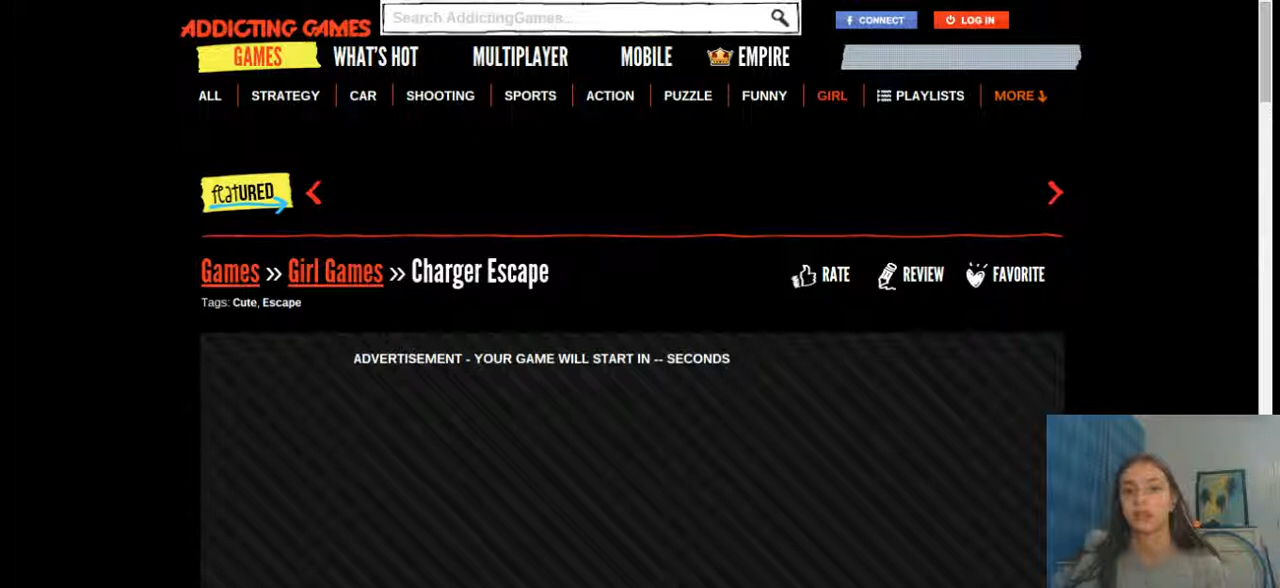 ADDICTING GAMES
Search AddictingGames...
f CONNECT
LOG IN
GAMES WHAT'S HOT MULTIPLAYER MOBILE EMPIRE
ALL STRATEGY CAR SHOOTING SPORTS ACTION PUZZLE FUNNY GIRL PLAYLISTS MORE
featURED
Games » Girl Games » Charger Escape
RATE REVIEW FAVORITE
Tags: Cute, Escape
ADVERTISEMENT - YOUR GAME WILL START IN -- SECONDS